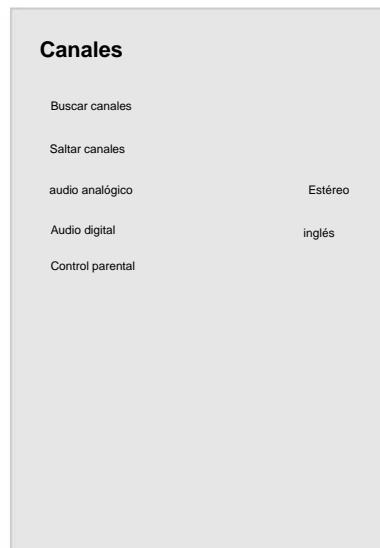 Canales
Buscar canales
Saltar canales
audio analógico Estéreo
Audio digital inglés
Control parental